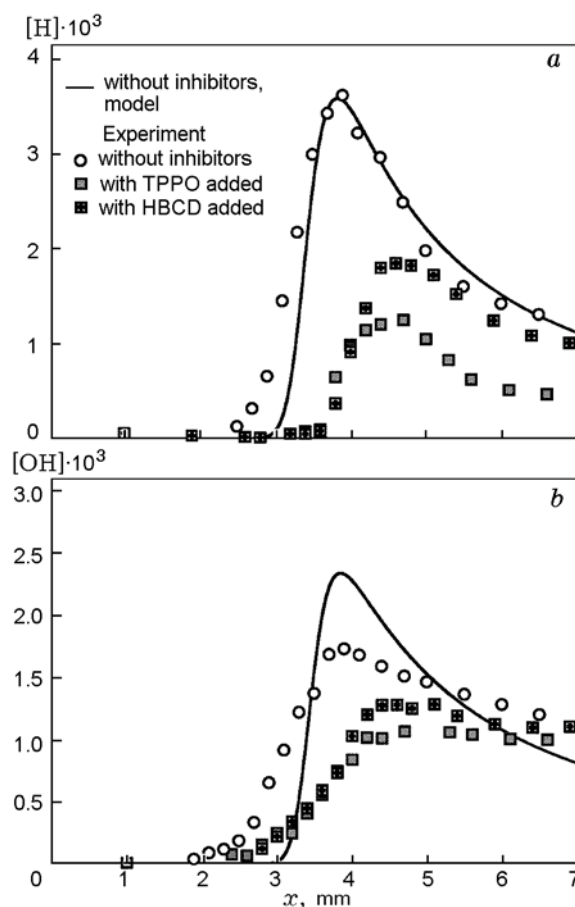 [H]·10³
a
4
3
2
1
0
without inhibitors,
model
Experiment
without inhibitors
with TPPO added
with HBCD added
[OH]·10³
b
3.0
2.5
2.0
1.5
1.0
0.5
0
1 2 3 4 5 6 7
x, mm